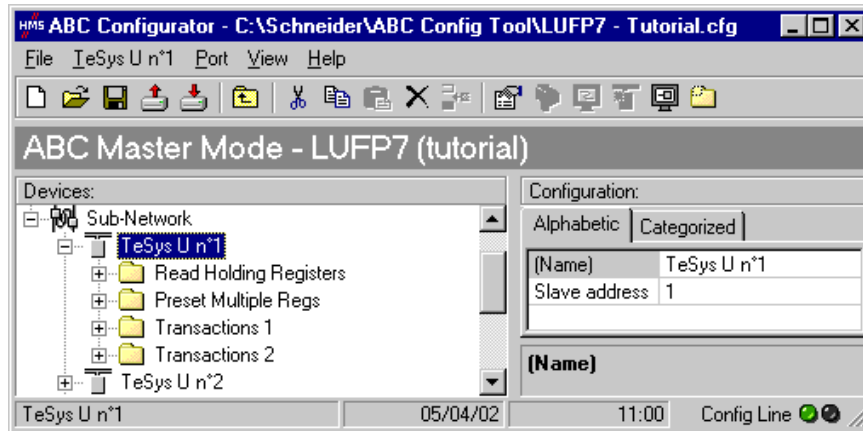 HMS ABC Configurator - C:\Schneider\ABC Config Tool\LUFP7 - Tutorial.cfg
File TeSys U n°1 Port View Help
ABC Master Mode - LUFP7 (tutorial)
Devices:
Sub-Network
TeSys U n°1
Read Holding Registers
Preset Multiple Regs
Transactions 1
Transactions 2
TeSys U n°2
Configuration:
Alphabetic Categorized
(Name) TeSys U n°1
Slave address 1
(Name)
TeSys U n°1 05/04/02 11:00 Config Line